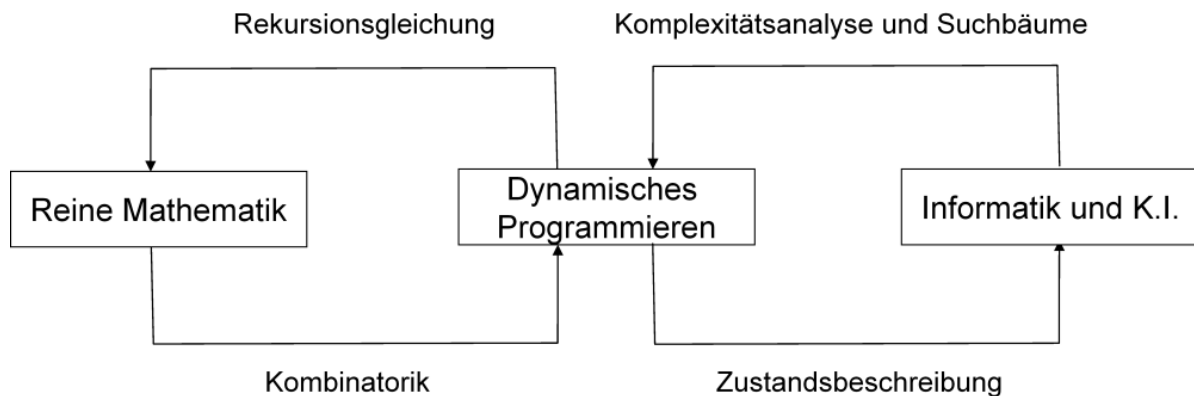 Rekursionsgleichung
Komplexitätsanalyse und Suchbäume
Reine Mathematik
Dynamisches
Programmieren
Informatik und K.I.
Kombinatorik
Zustandsbeschreibung